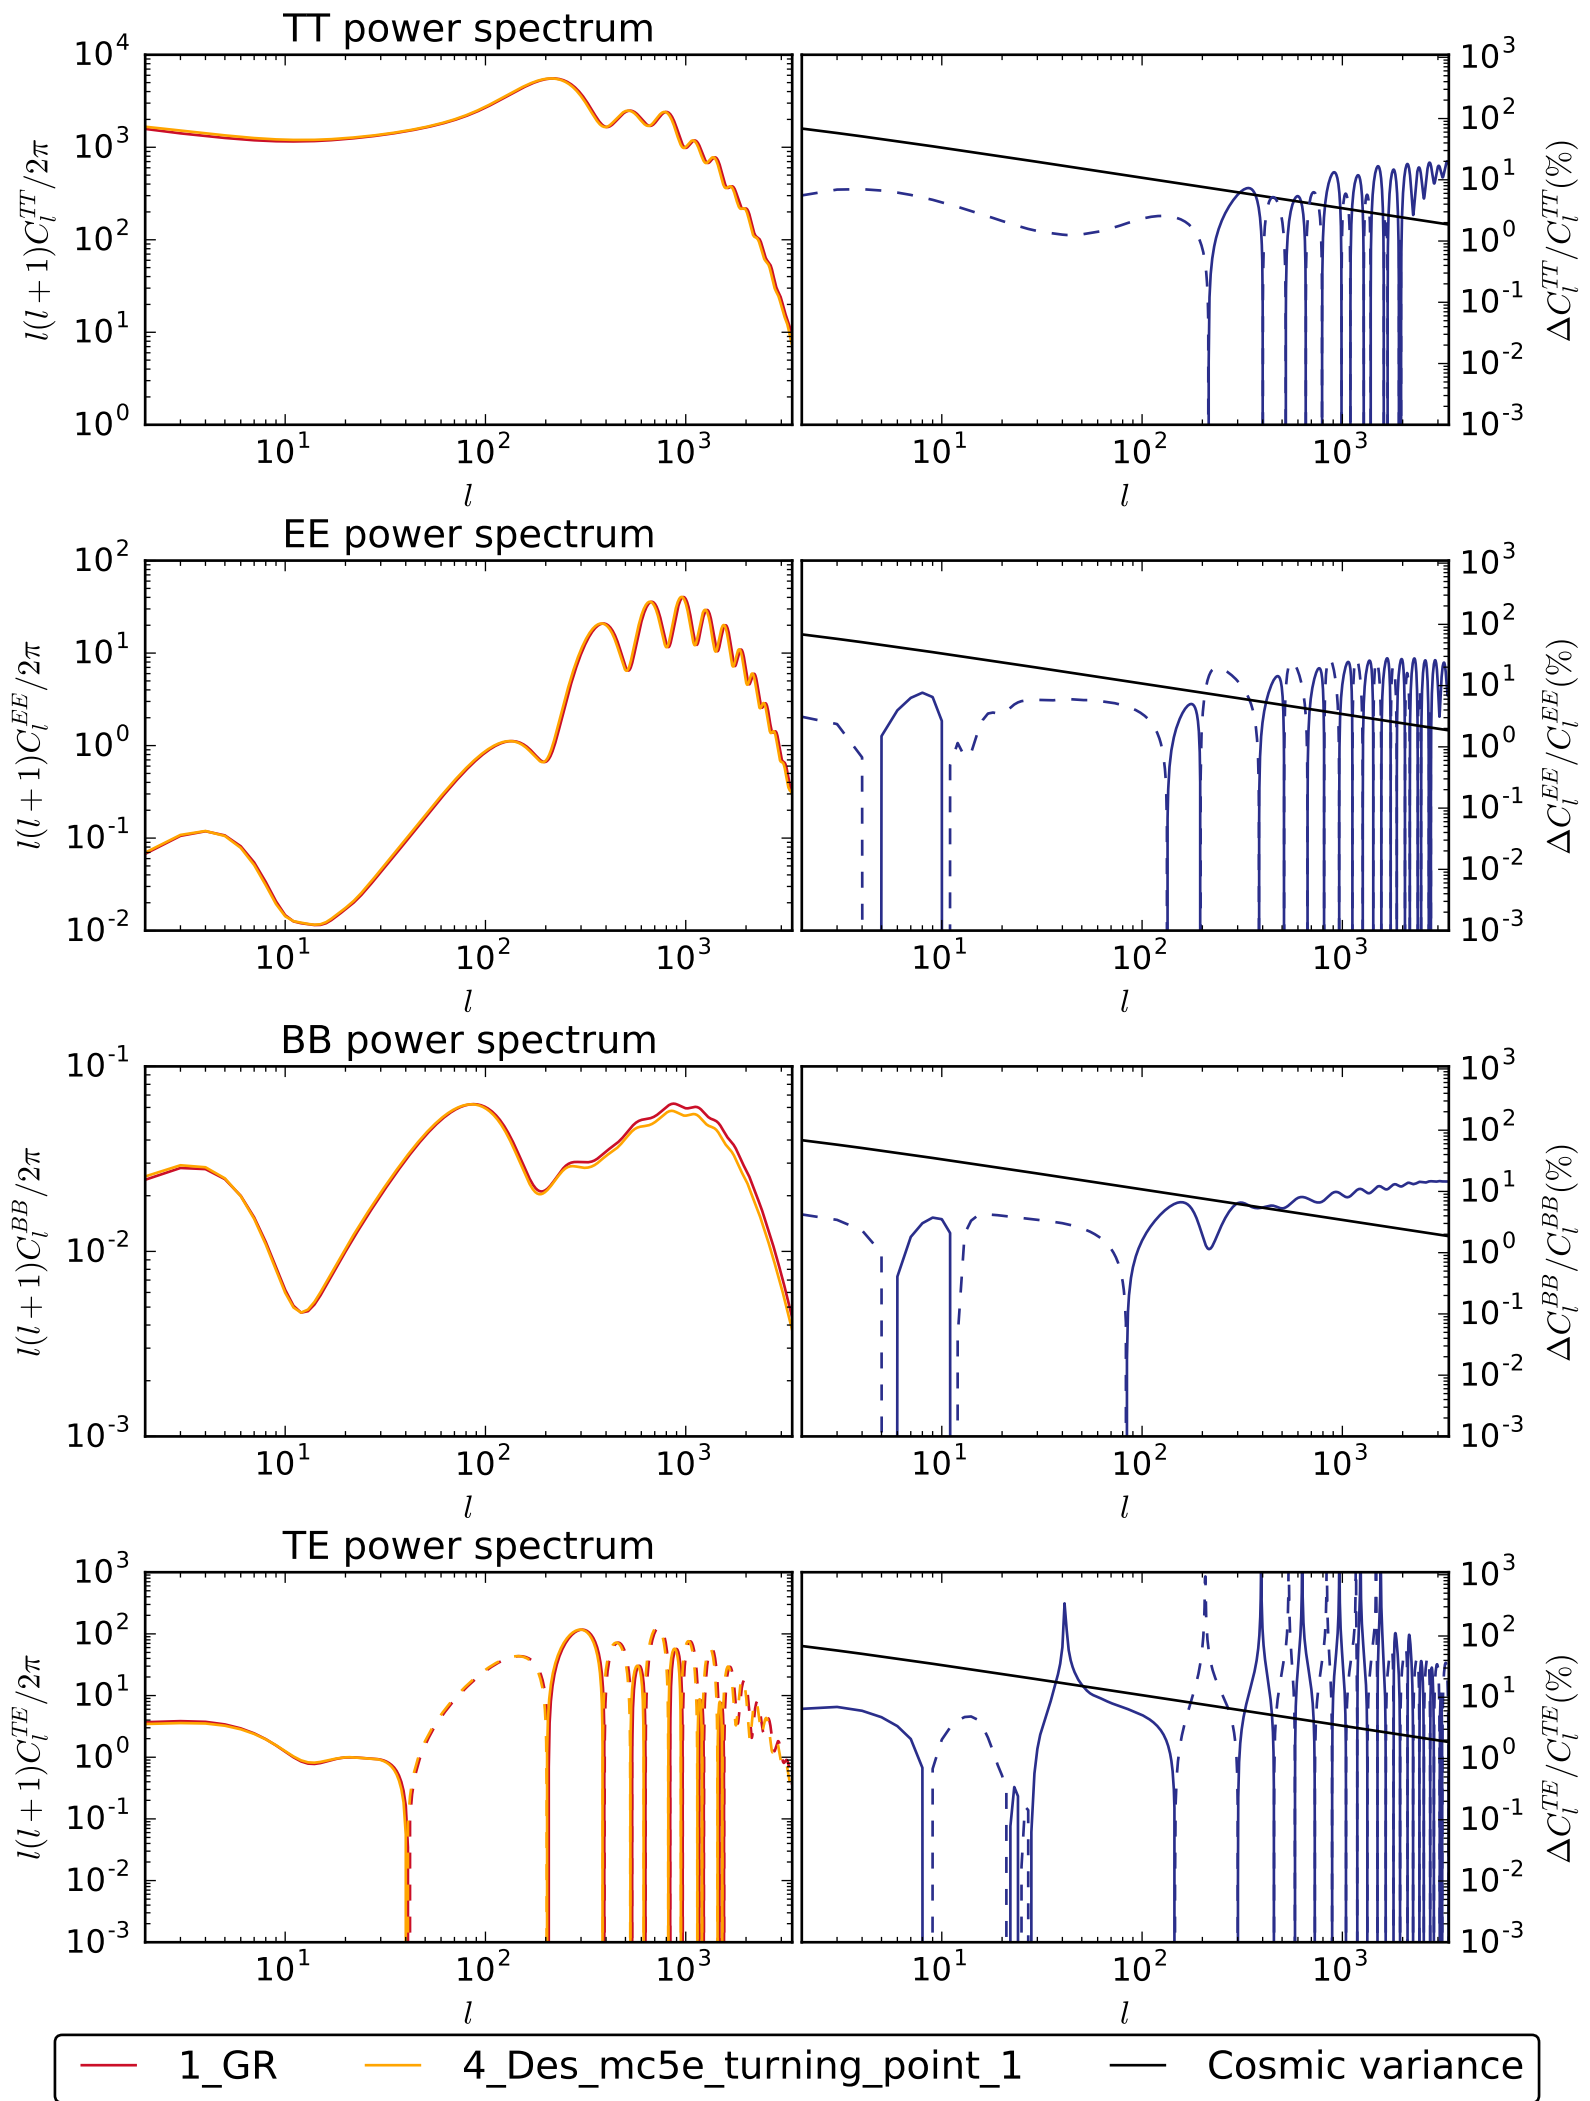 TT power spectrum
10^4
10^3
10^2
10^1
10^0
l(l+1)C_l^{TT}/2π
10^1 10^2 10^3
l
10^3
10^2
10^1
10^0
10^-1
10^-2
10^-3
ΔC_l^{TT}/C_l^{TT}(%)
10^1 10^2 10^3
l
EE power spectrum
10^2
10^1
10^0
10^-1
10^-2
l(l+1)C_l^{EE}/2π
10^1 10^2 10^3
l
10^3
10^2
10^1
10^0
10^-1
10^-2
10^-3
ΔC_l^{EE}/C_l^{EE}(%)
10^1 10^2 10^3
l
BB power spectrum
10^-1
10^-2
10^-3
l(l+1)C_l^{BB}/2π
10^1 10^2 10^3
l
10^3
10^2
10^1
10^0
10^-1
10^-2
10^-3
ΔC_l^{BB}/C_l^{BB}(%)
10^1 10^2 10^3
l
TE power spectrum
10^3
10^2
10^1
10^0
10^-1
10^-2
10^-3
l(l+1)C_l^{TE}/2π
10^1 10^2 10^3
l
10^3
10^2
10^1
10^0
10^-1
10^-2
10^-3
ΔC_l^{TE}/C_l^{TE}(%)
10^1 10^2 10^3
l
1_GR 4_Des_mc5e_turning_point_1 Cosmic variance